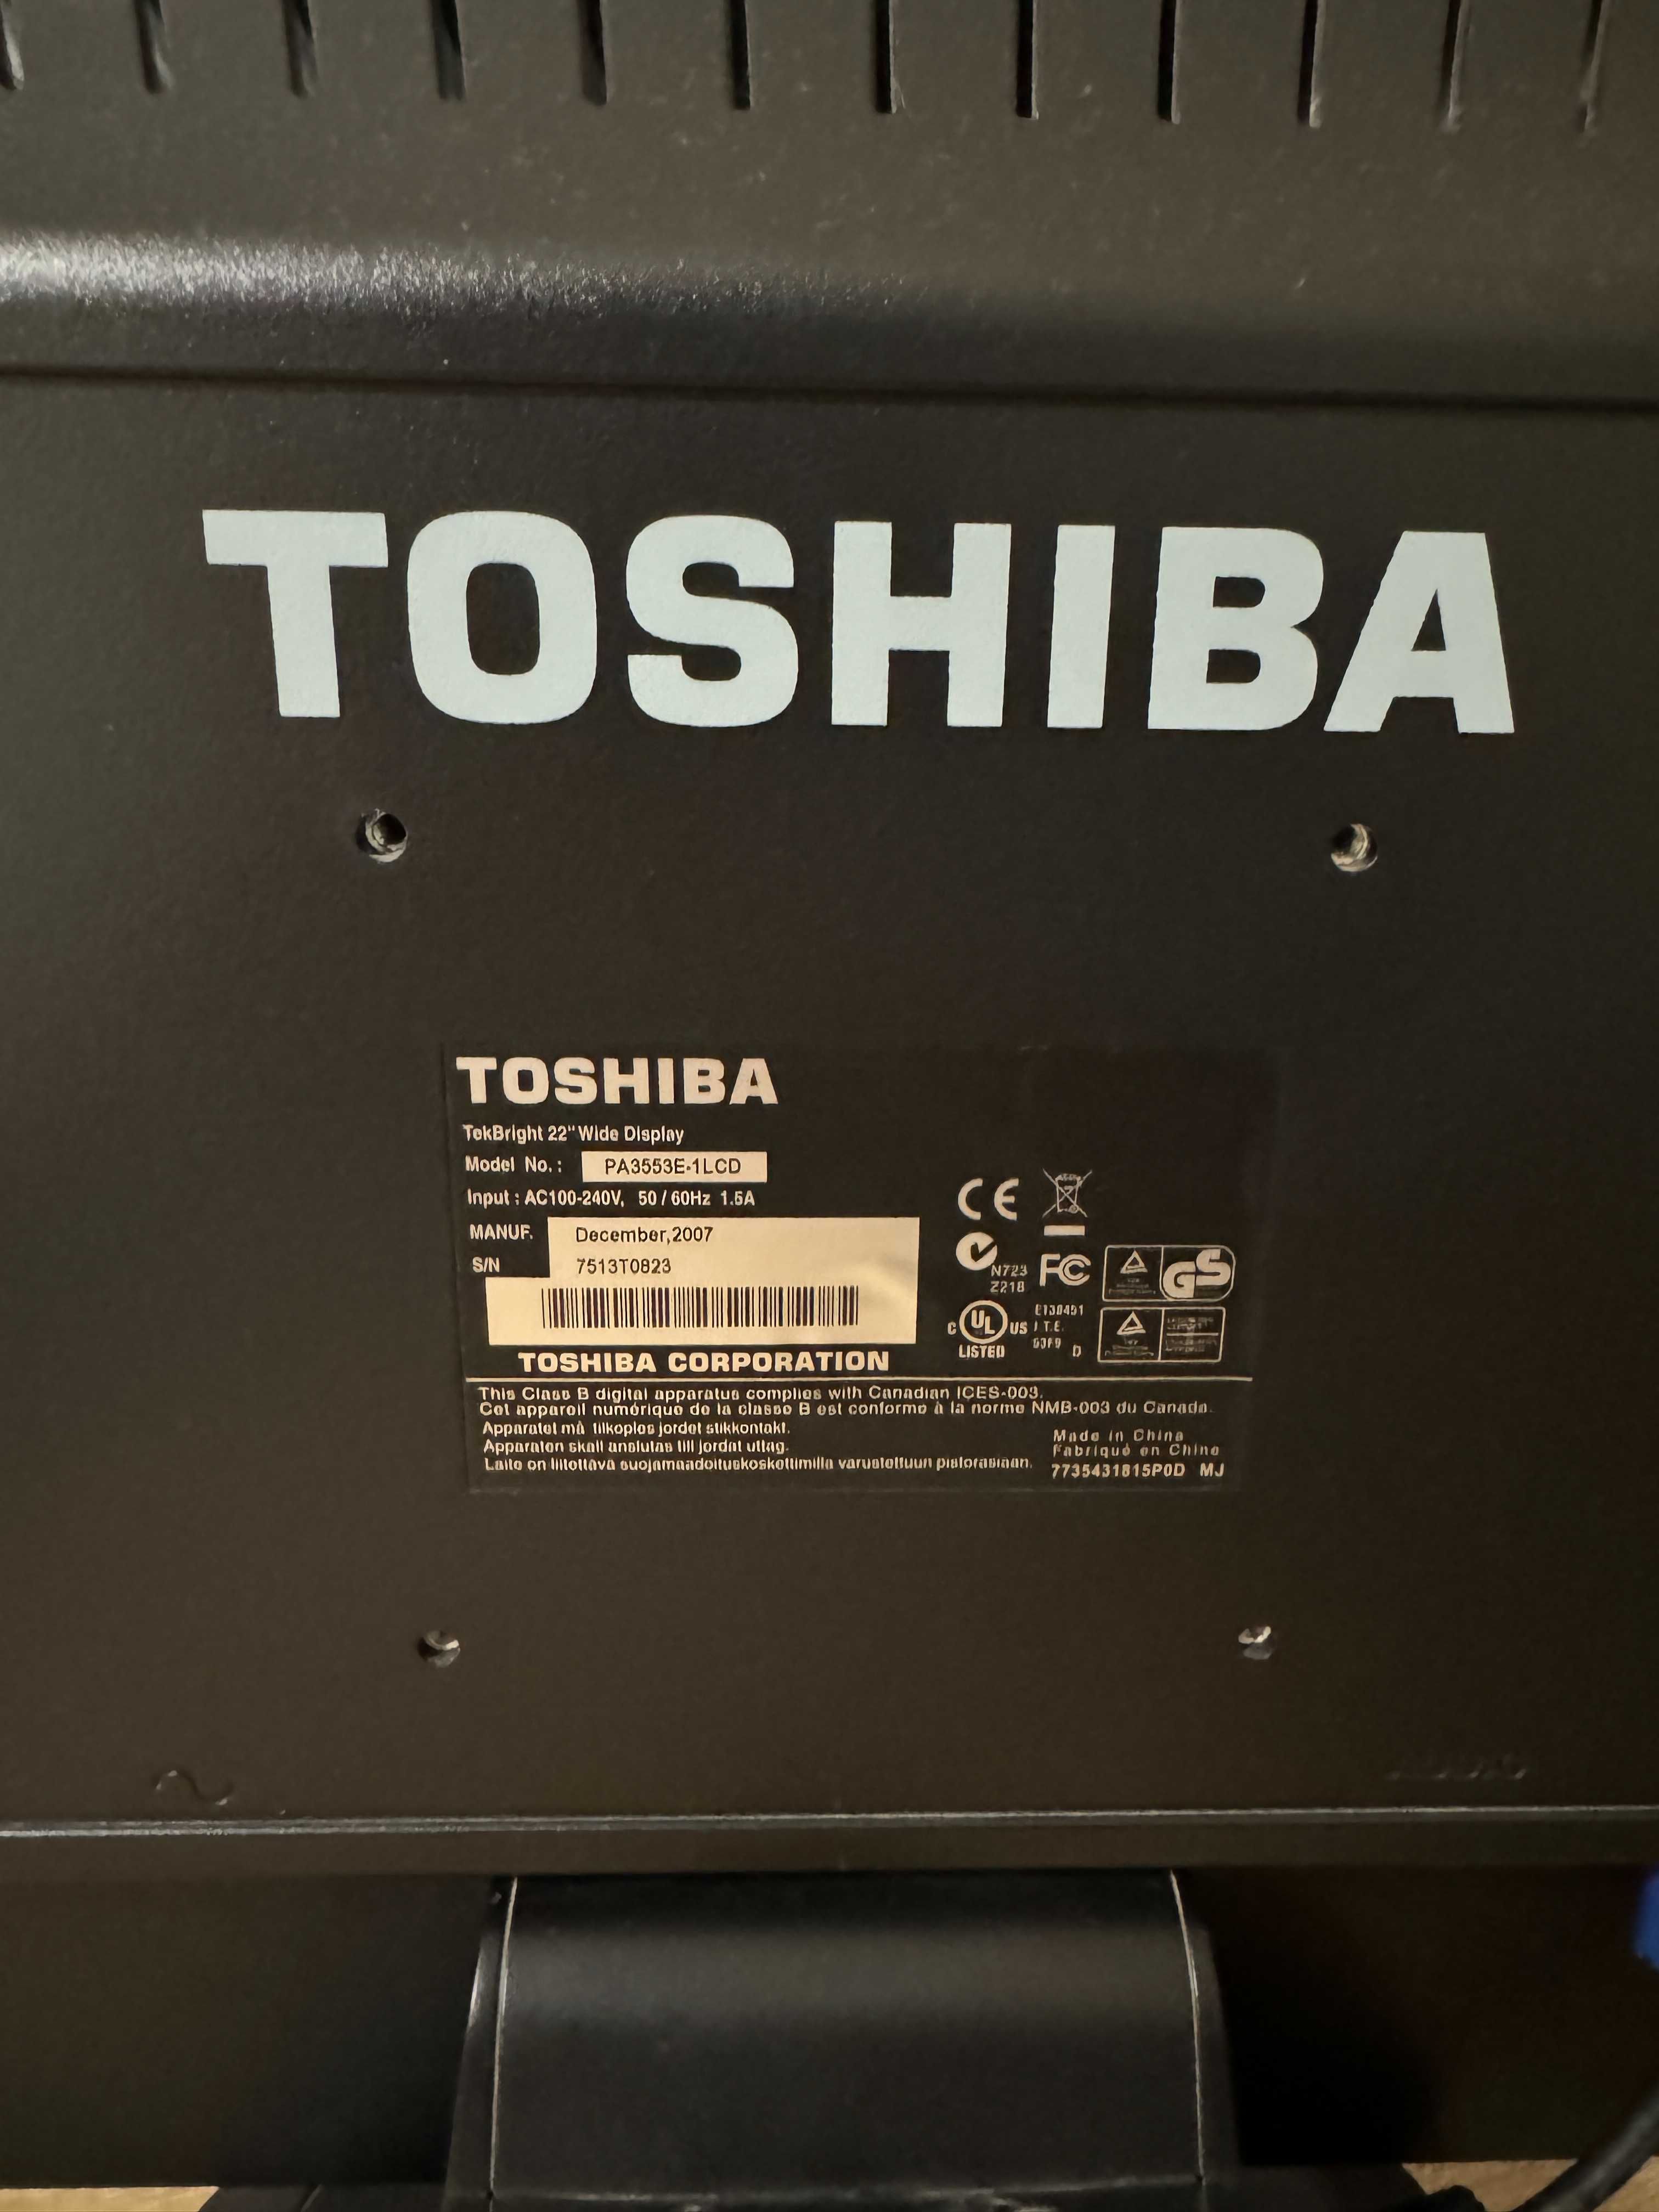 TOSHIBA
TOSHIBA
TekBright 22" Wide Display
Model No. : PA3553E-1LCD
Input : AC100-240V, 50 / 60Hz 1.5A
MANUF. December,2007
S/N 7513T0823
CE
N723
Z218
FC
GS
C UL US
LISTED
E138451
I.T.E.
D
TOSHIBA CORPORATION
This Class B digital apparatus complies with Canadian ICES-003.
Cet appareil numérique de la classe B est conforme à la norme NMB-003 du Canada.
Apparatet må tilkoples jordet stikkontakt.
Apparaten skall anslutas till jordat uttag.
Laite on liitettävä suojamaadoituskoskettimilla varustettuun pistorasiaan.
Made in China
Fabriqué en Chine
7735431815P0D MJ
AUDIO